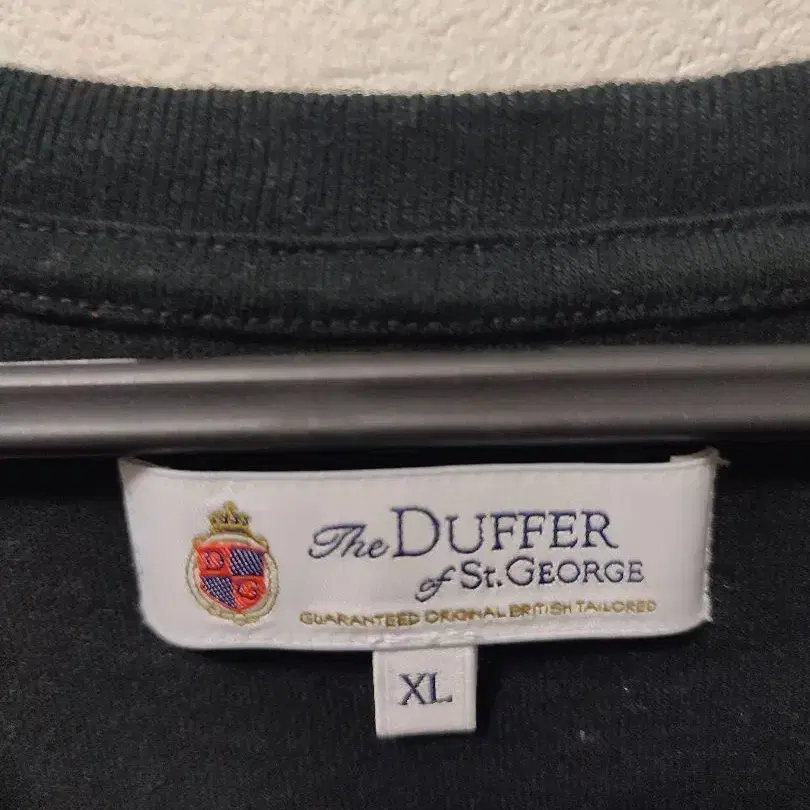 The DUFFER
of St. GEORGE
GUARANTEED ORIGINAL BRITISH TAILORED
D
G
XL